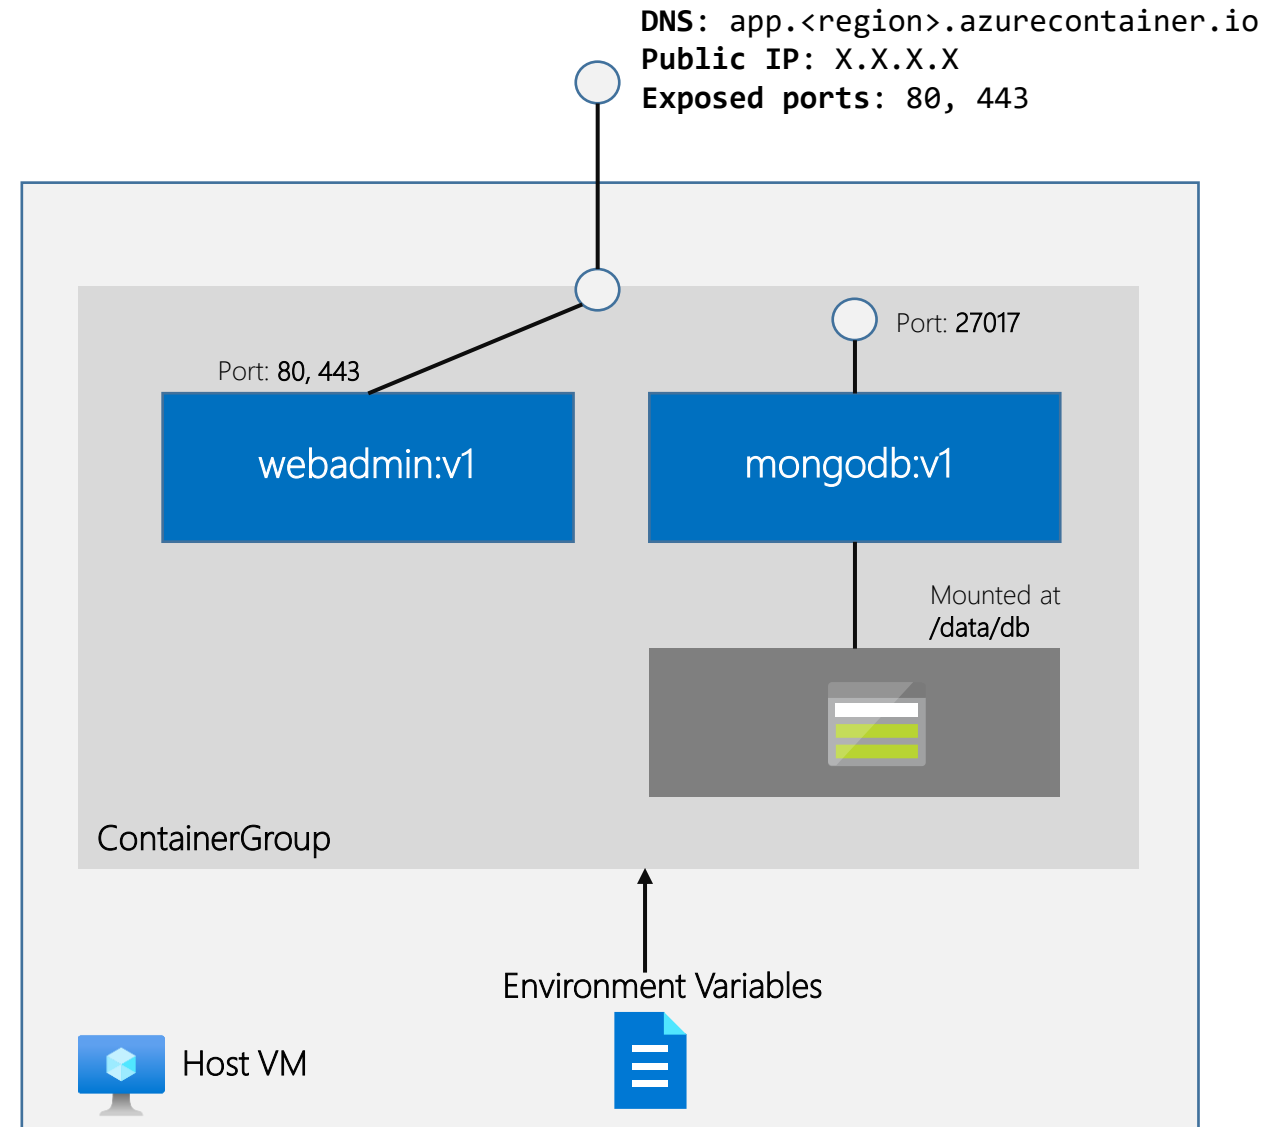 DNS: app.<region>.azurecontainer.io
Public IP: X.X.X.X
Exposed ports: 80, 443
Port: 27017
Port: 80, 443
webadmin:v1
mongodb:v1
Mounted at
/data/db
ContainerGroup
Environment Variables
Host VM